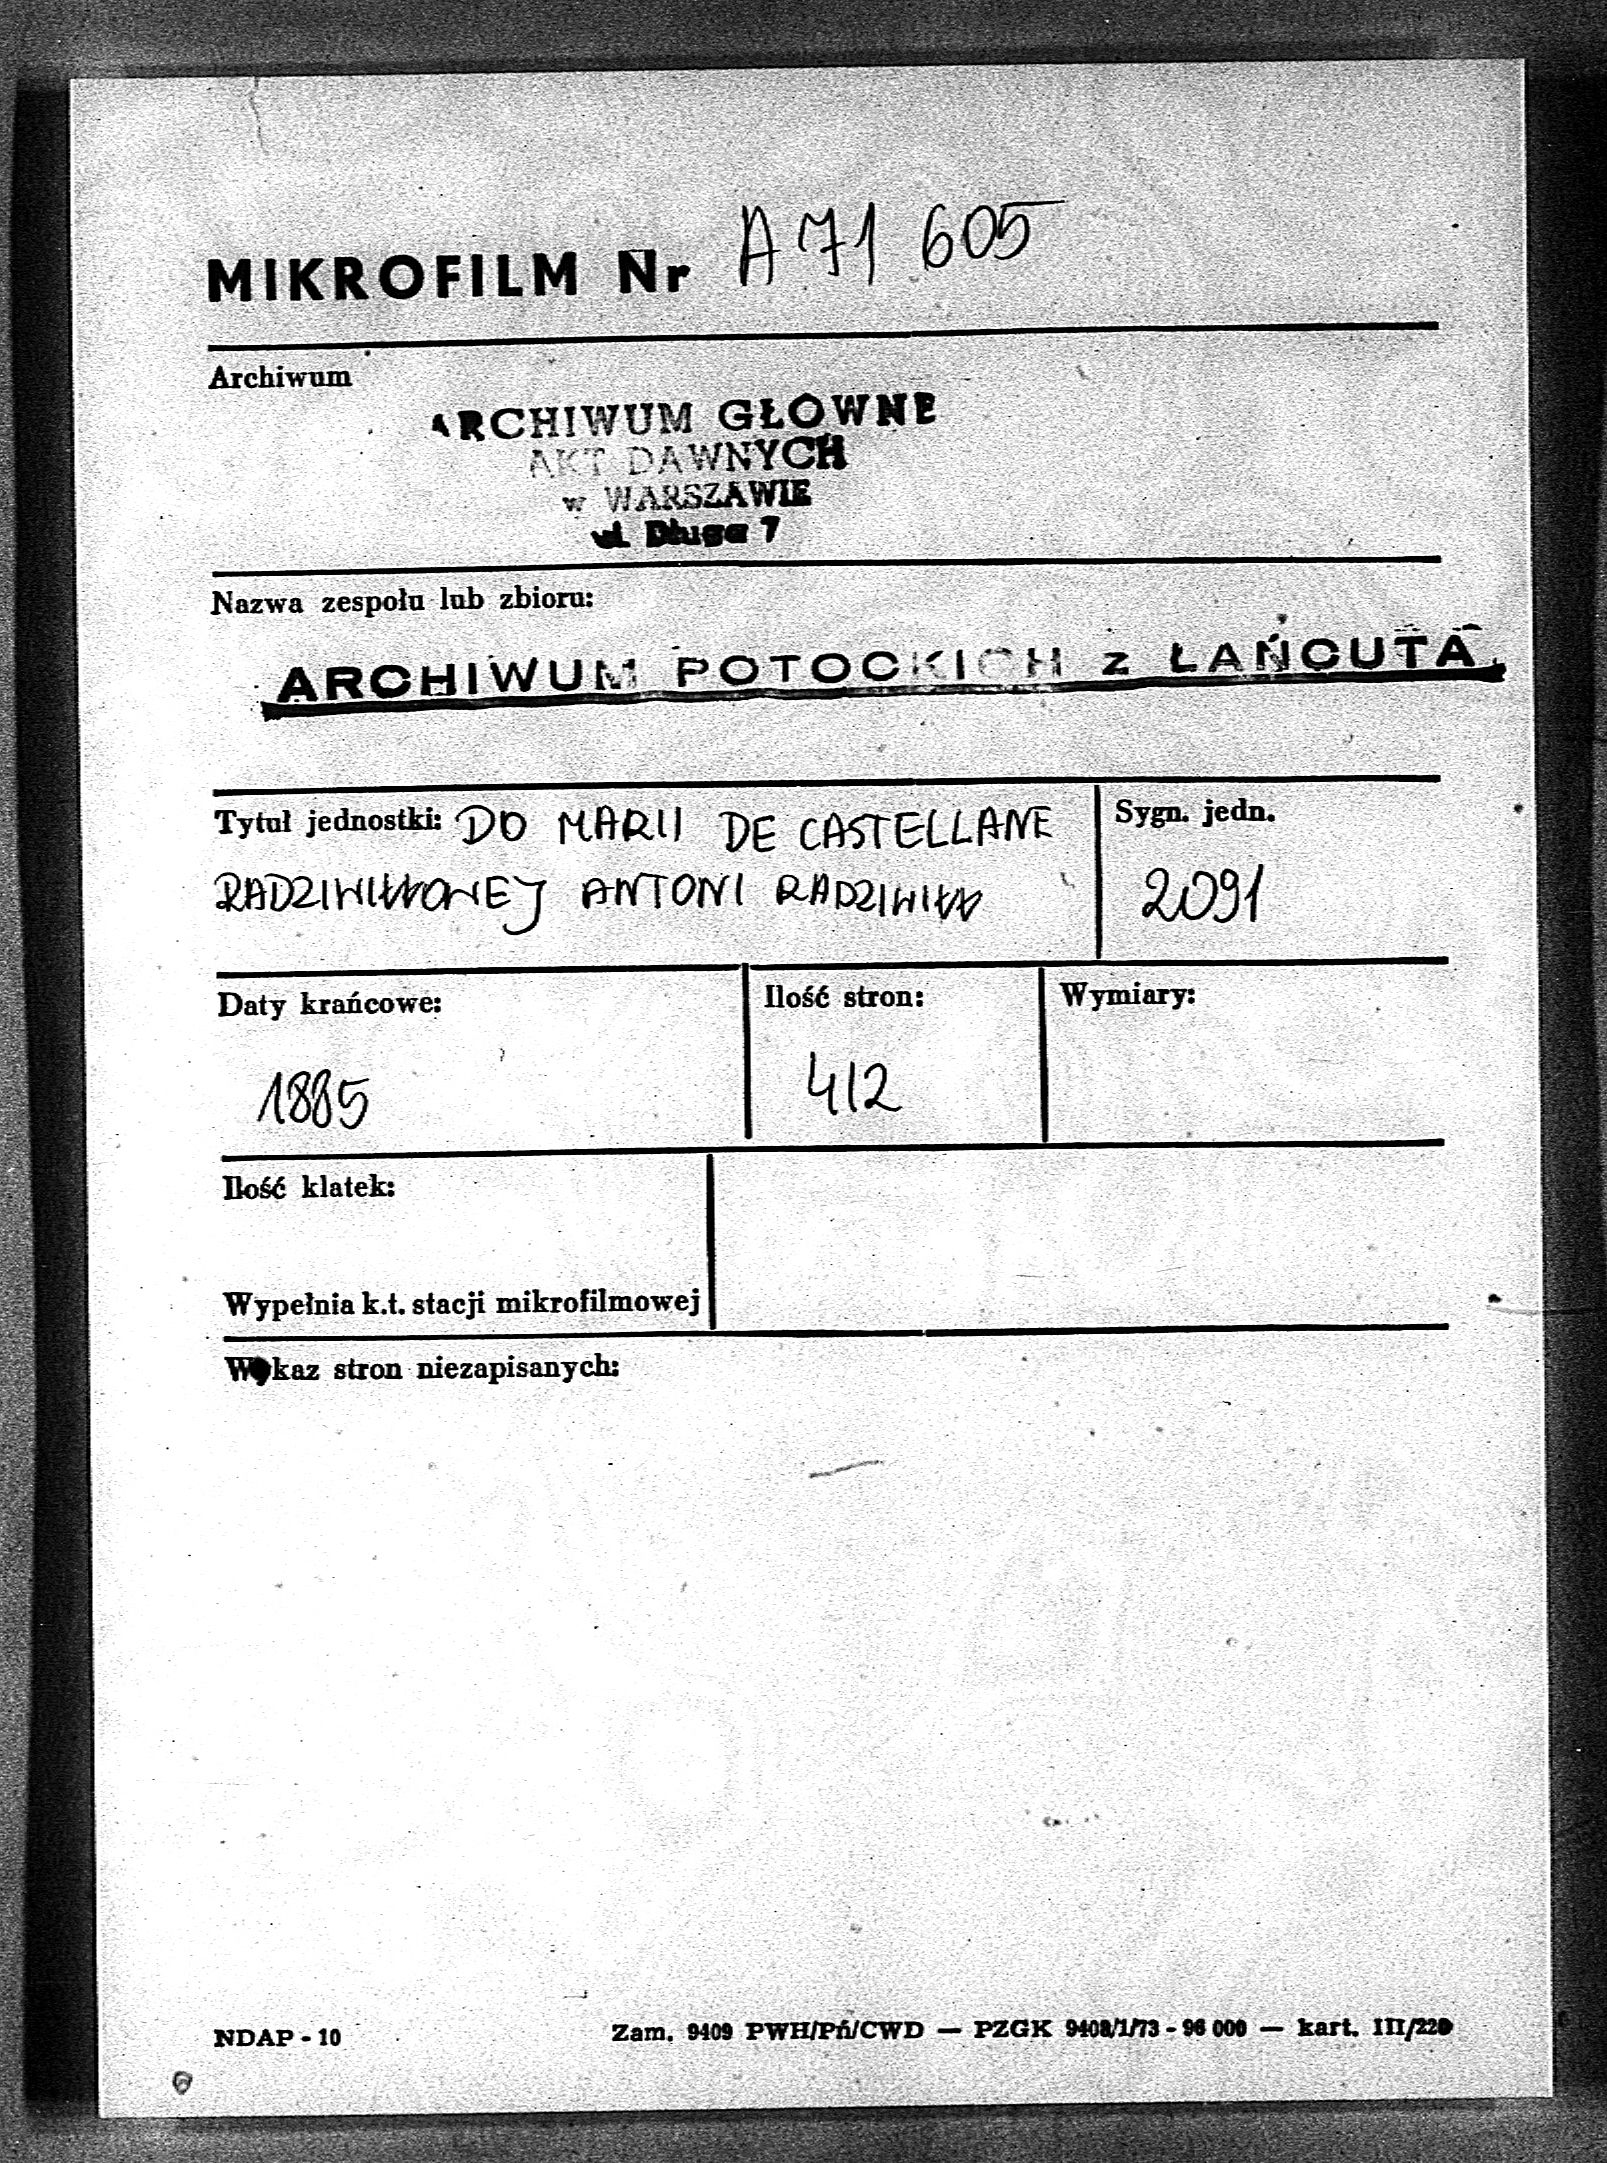 MIKROFILM Nr A 71 605
Archiwum
ARCHIWUM GŁÓWNE
AKT DAWNYCH
w WARSZAWIE
ul. Długa 7
Nazwa zespołu lub zbioru:
ARCHIWUM POTOCKICH z ŁAŃCUTA
Tytuł jednostki: DO MARII DE CASTELLANE
RADZIWIŁŁOWEJ ANTONI RADZIWIŁŁ
Sygn. jedn.
2091
Daty krańcowe:
1885
Ilość stron:
412
Wymiary:
Ilość klatek:
Wypełnia k.t. stacji mikrofilmowej
Wykaz stron niezapisanych:
NDAP - 10
Zam. 9409 PWH/Pń/CWD — PZGK 9408/1/73 - 96 000 — kart. III/220